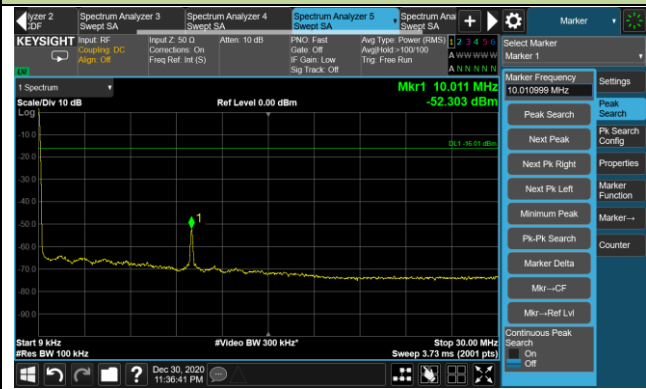 lyzer 2
CDF
Spectrum Analyzer 3
Swept SA
Spectrum Analyzer 4
Swept SA
Spectrum Analyzer 5
Swept SA
Spectrum Ana
Swept SA
Marker
KEYSIGHT
Input: RF
Coupling: DC
Align: Off
Input Z: 50 Ω
Corrections: On
Freq Ref: Int (S)
Atten: 10 dB
PNO: Fast
Gate: Off
IF Gain: Low
Sig Track: Off
Avg Type: Power (RMS)
Avg|Hold:>100/100
Trig: Free Run
1 2 3 4 5 6
A W W W W W
A N N N N N
Select Marker
Marker 1
1 Spectrum
Scale/Div 10 dB
Ref Level 0.00 dBm
Mkr1 10.011 MHz
-52.303 dBm
Log
-10.0
-20.0
-30.0
-40.0
-50.0
-60.0
-70.0
-80.0
-90.0
DL1 -16.01 dBm
1
Start 9 kHz
#Res BW 100 kHz
#Video BW 300 kHz*
Stop 30.00 MHz
Sweep 3.73 ms (2001 pts)
Marker Frequency
10.010999 MHz
Peak Search
Next Peak
Next Pk Right
Next Pk Left
Minimum Peak
Pk-Pk Search
Marker Delta
Mkr→CF
Mkr→Ref Lvl
Continuous Peak
Search
On
Off
Settings
Peak
Search
Pk Search
Config
Properties
Marker
Function
Marker→
Counter
Dec 30, 2020
11:36:41 PM